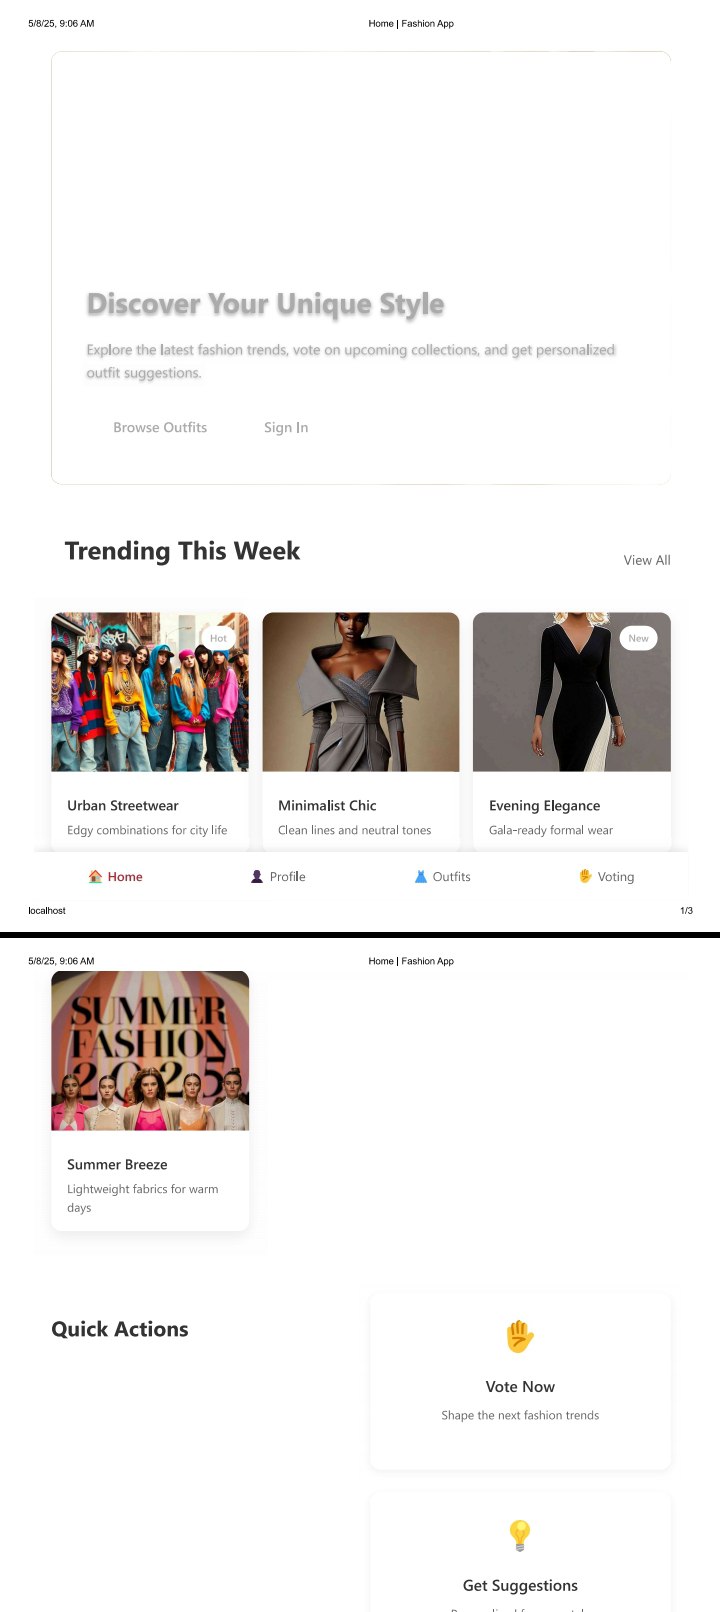 5/8/25, 9:06 AM
Home | Fashion App
Discover Your Unique Style
Explore the latest fashion trends, vote on upcoming collections, and get personalized
outfit suggestions.
Browse Outfits
Sign In
Trending This Week
View All
Hot
New
Urban Streetwear
Edgy combinations for city life
Minimalist Chic
Clean lines and neutral tones
Evening Elegance
Gala-ready formal wear
Home
Profile
Outfits
Voting
localhost
1/3
5/8/25, 9:06 AM
Home | Fashion App
SUMMER
FASHION
2025
Summer Breeze
Lightweight fabrics for warm
days
Quick Actions
Vote Now
Shape the next fashion trends
Get Suggestions